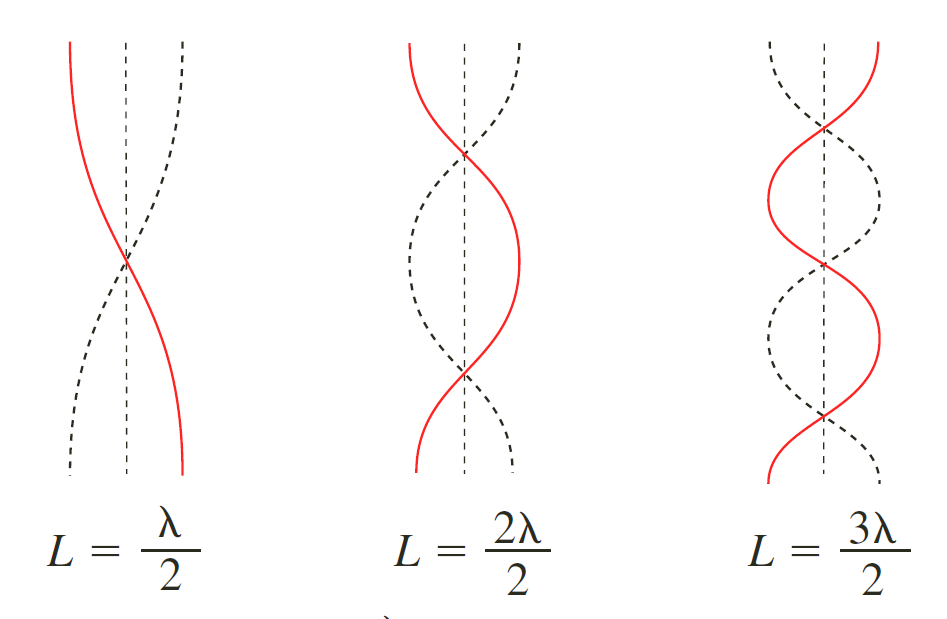 L = λ/2
L = 2λ/2
L = 3λ/2